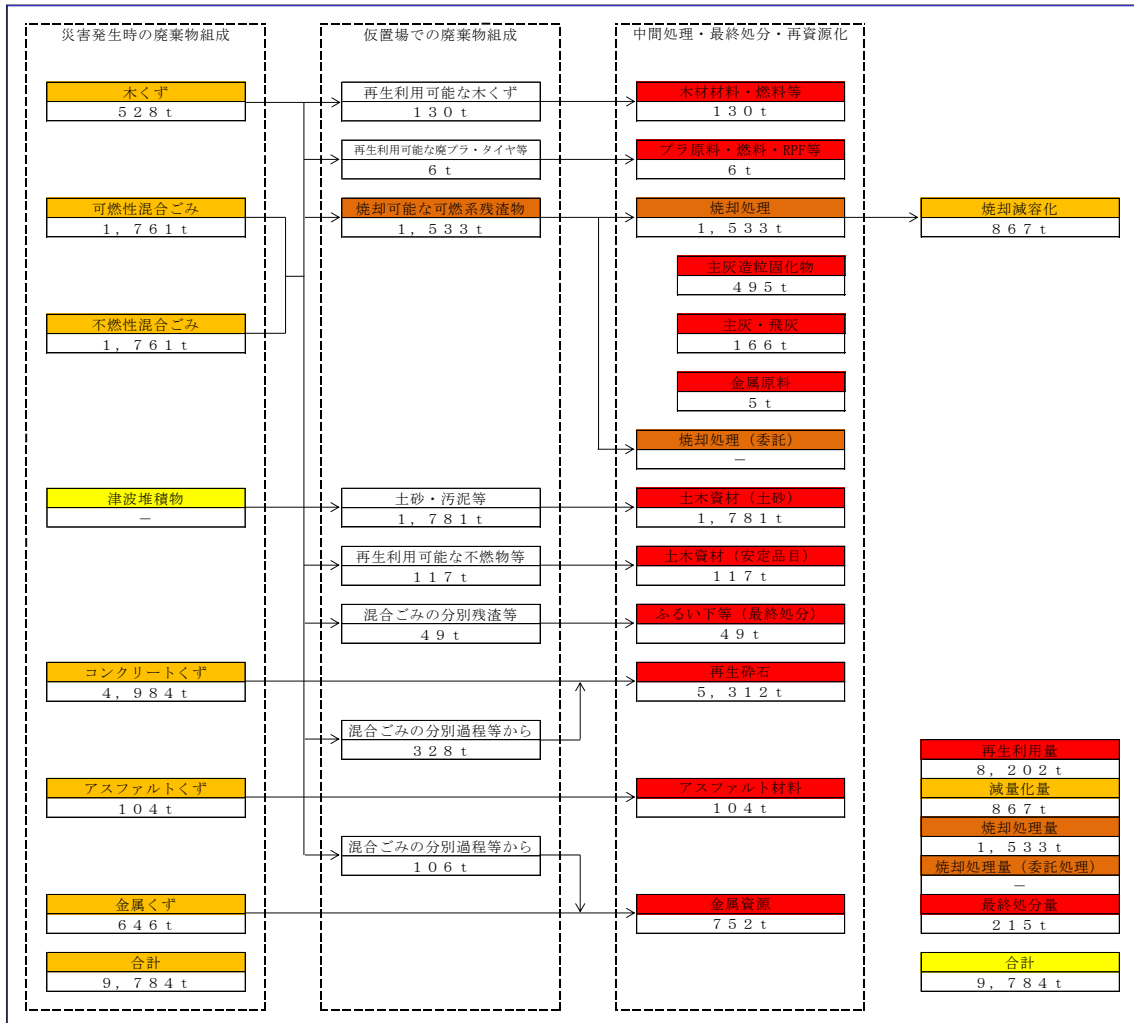 災害発生時の廃棄物組成
仮置場での廃棄物組成
中間処理・最終処分・再資源化
木くず
528t
再生利用可能な木くず
130t
木材材料・燃料等
130t
再生利用可能な廃プラ・タイヤ等
6t
プラ原料・燃料・RPF等
6t
可燃性混合ごみ
1,761t
焼却可能な可燃系残渣物
1,533t
焼却処理
1,533t
焼却減容化
867t
主灰造粒固化物
495t
不燃性混合ごみ
1,761t
主灰・飛灰
166t
金属原料
5t
焼却処理（委託）
－
津波堆積物
－
土砂・汚泥等
1,781t
土木資材（土砂）
1,781t
再生利用可能な不燃物等
117t
土木資材（安定品目）
117t
混合ごみの分別残渣等
49t
ふるい下等（最終処分）
49t
コンクリートくず
4,984t
再生砕石
5,312t
混合ごみの分別過程等から
328t
アスファルトくず
104t
アスファルト材料
104t
混合ごみの分別過程等から
106t
金属くず
646t
金属資源
752t
合計
9,784t
再生利用量
8,202t
減量化量
867t
焼却処理量
1,533t
焼却処理量（委託処理）
－
最終処分量
215t
合計
9,784t